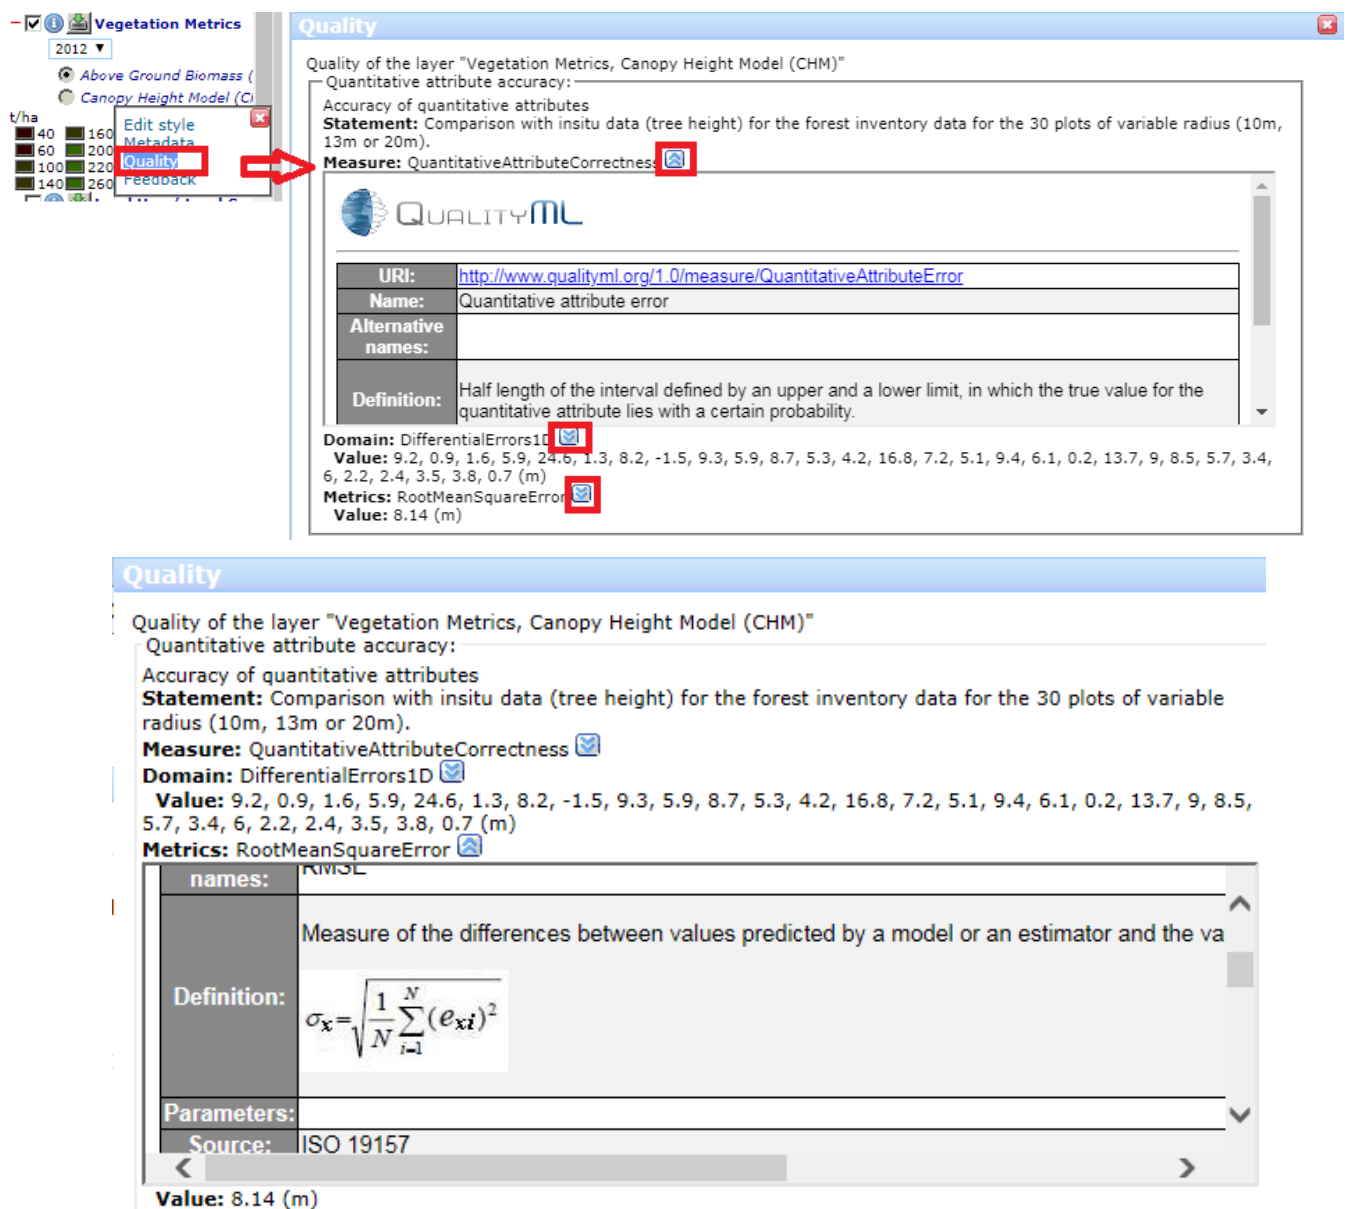 Vegetation Metrics
2012 ▼
Above Ground Biomass (
Canopy Height Model (C
t/ha
40 160
60 200
100 220
140 260
Edit style
Metadata
Quality
Feedback
Quality
Quality of the layer "Vegetation Metrics, Canopy Height Model (CHM)"
Quantitative attribute accuracy:
Accuracy of quantitative attributes
Statement: Comparison with insitu data (tree height) for the forest inventory data for the 30 plots of variable radius (10m,
13m or 20m).
Measure: QuantitativeAttributeCorrectness
QUALITYML
URI: http://www.qualityml.org/1.0/measure/QuantitativeAttributeError
Name: Quantitative attribute error
Alternative
names:
Definition: Half length of the interval defined by an upper and a lower limit, in which the true value for the
quantitative attribute lies with a certain probability.
Domain: DifferentialErrors1D
Value: 9.2, 0.9, 1.6, 5.9, 24.6, 1.3, 8.2, -1.5, 9.3, 5.9, 8.7, 5.3, 4.2, 16.8, 7.2, 5.1, 9.4, 6.1, 0.2, 13.7, 9, 8.5, 5.7, 3.4,
6, 2.2, 2.4, 3.5, 3.8, 0.7 (m)
Metrics: RootMeanSquareError
Value: 8.14 (m)
Quality
Quality of the layer "Vegetation Metrics, Canopy Height Model (CHM)"
Quantitative attribute accuracy:
Accuracy of quantitative attributes
Statement: Comparison with insitu data (tree height) for the forest inventory data for the 30 plots of variable
radius (10m, 13m or 20m).
Measure: QuantitativeAttributeCorrectness
Domain: DifferentialErrors1D
Value: 9.2, 0.9, 1.6, 5.9, 24.6, 1.3, 8.2, -1.5, 9.3, 5.9, 8.7, 5.3, 4.2, 16.8, 7.2, 5.1, 9.4, 6.1, 0.2, 13.7, 9, 8.5,
5.7, 3.4, 6, 2.2, 2.4, 3.5, 3.8, 0.7 (m)
Metrics: RootMeanSquareError
names: RMSE
Measure of the differences between values predicted by a model or an estimator and the va
Definition: σx=√(1/N ∑ i=1 N (exi)²)
Parameters:
Source: ISO 19157
Value: 8.14 (m)